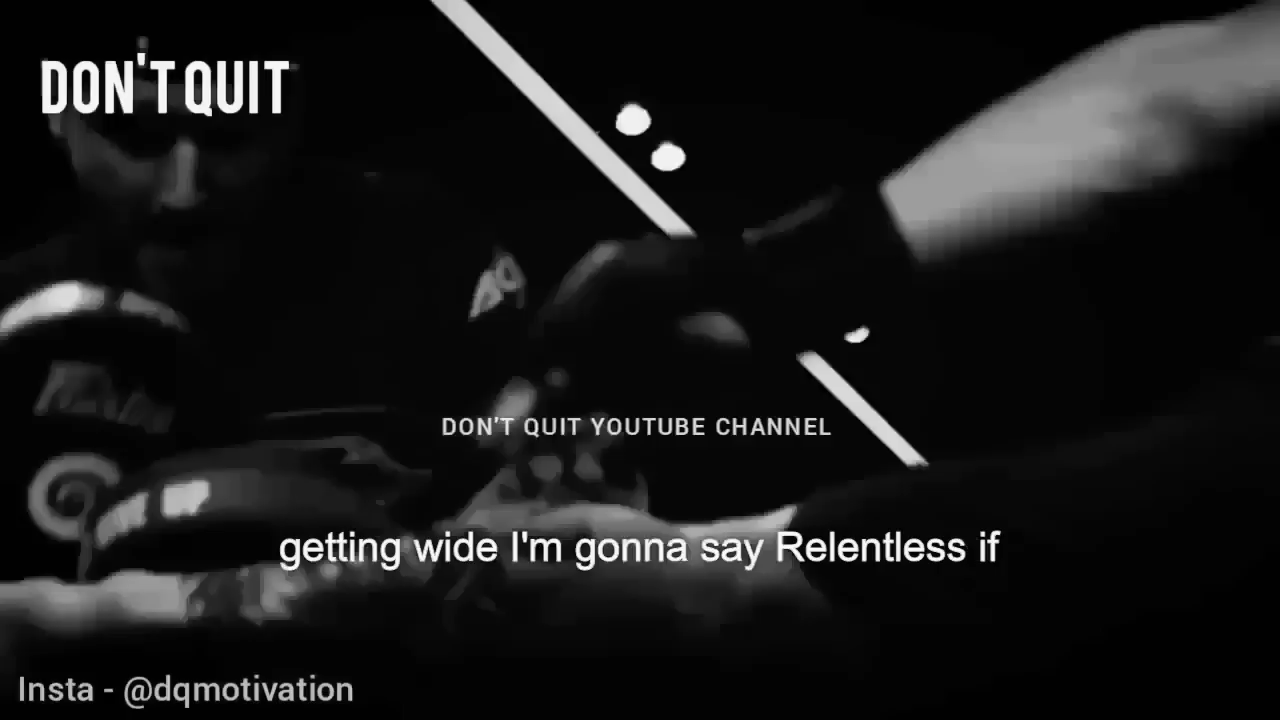 DON'T QUIT
DON'T QUIT YOUTUBE CHANNEL
getting wide I'm gonna say Relentless if
Insta - @dqmotivation